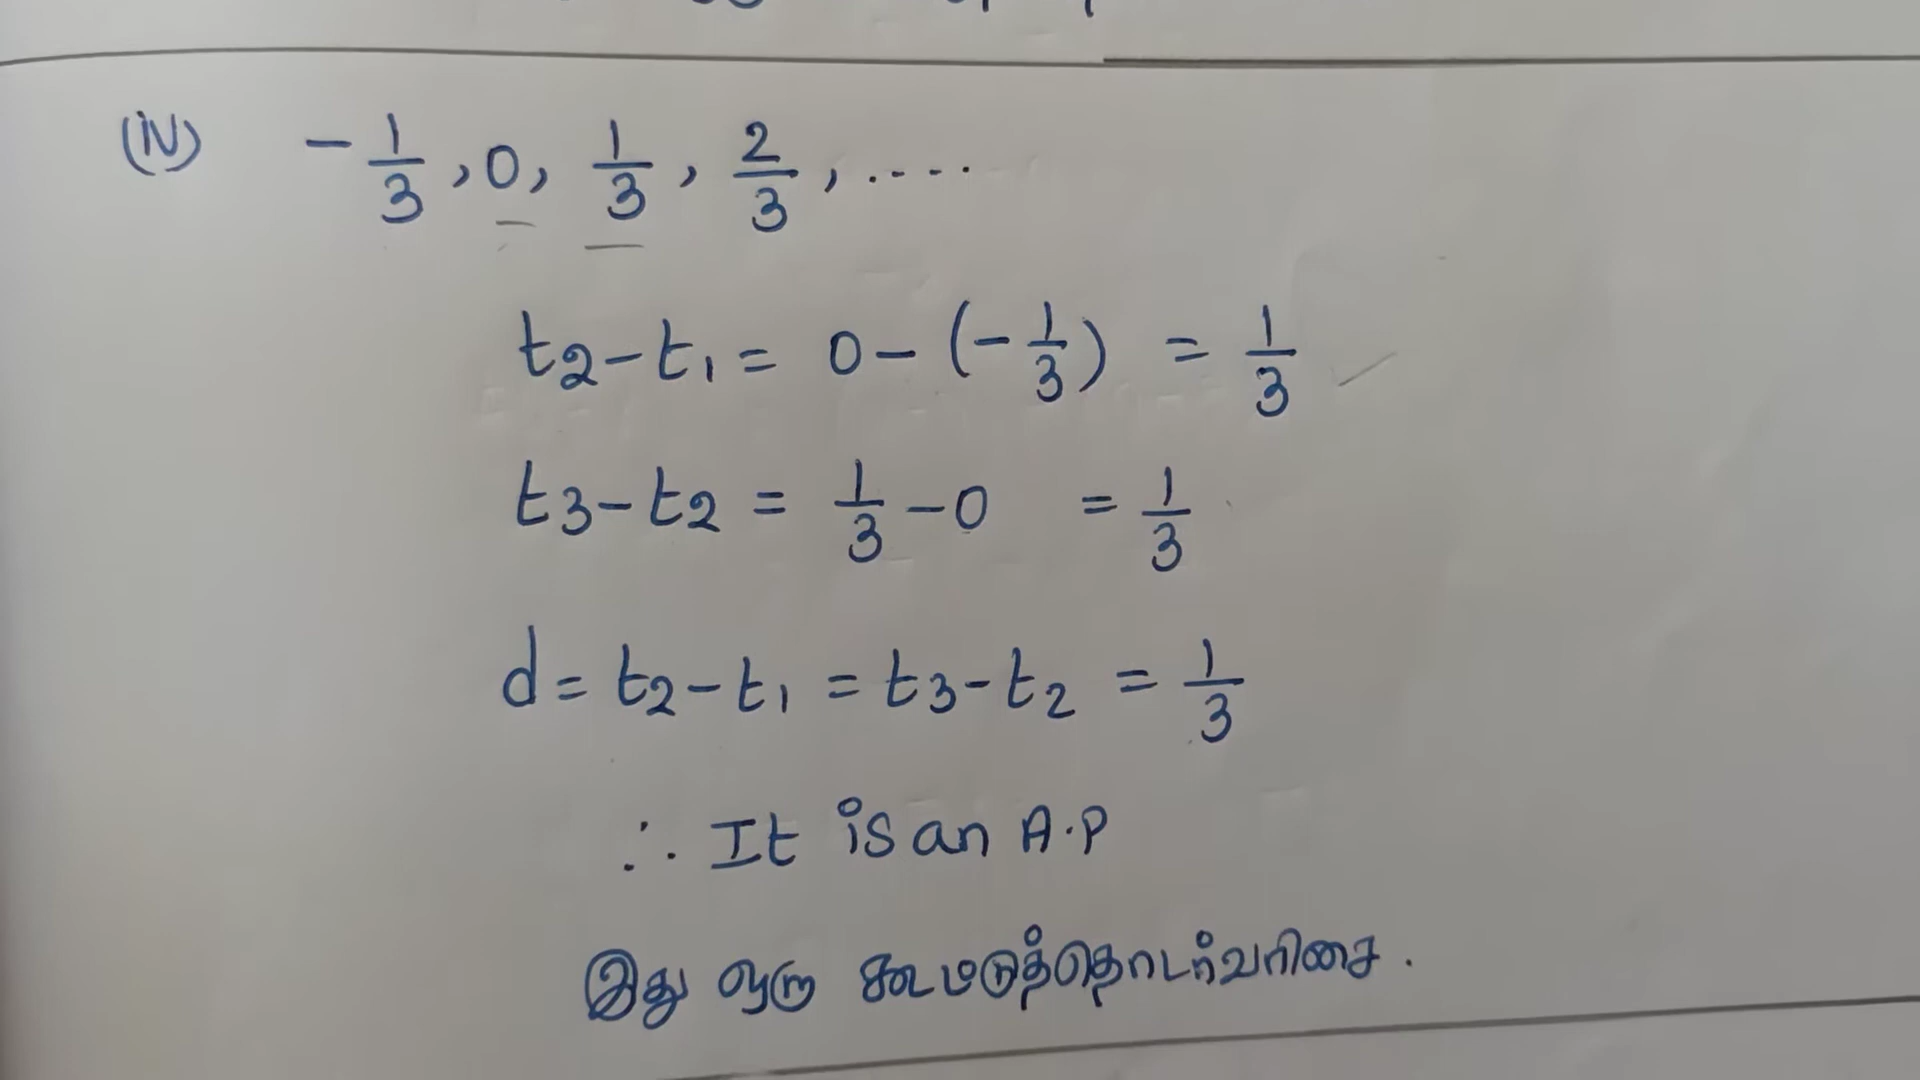 (iv) -1/3, 0, 1/3, 2/3, ....
t2-t1 = 0-(-1/3) = 1/3
t3-t2 = 1/3-0 = 1/3
d = t2-t1 = t3-t2 = 1/3
∴ It is an A.P
இது ஒரு கூட்டுத்தொடர்வரிசை.